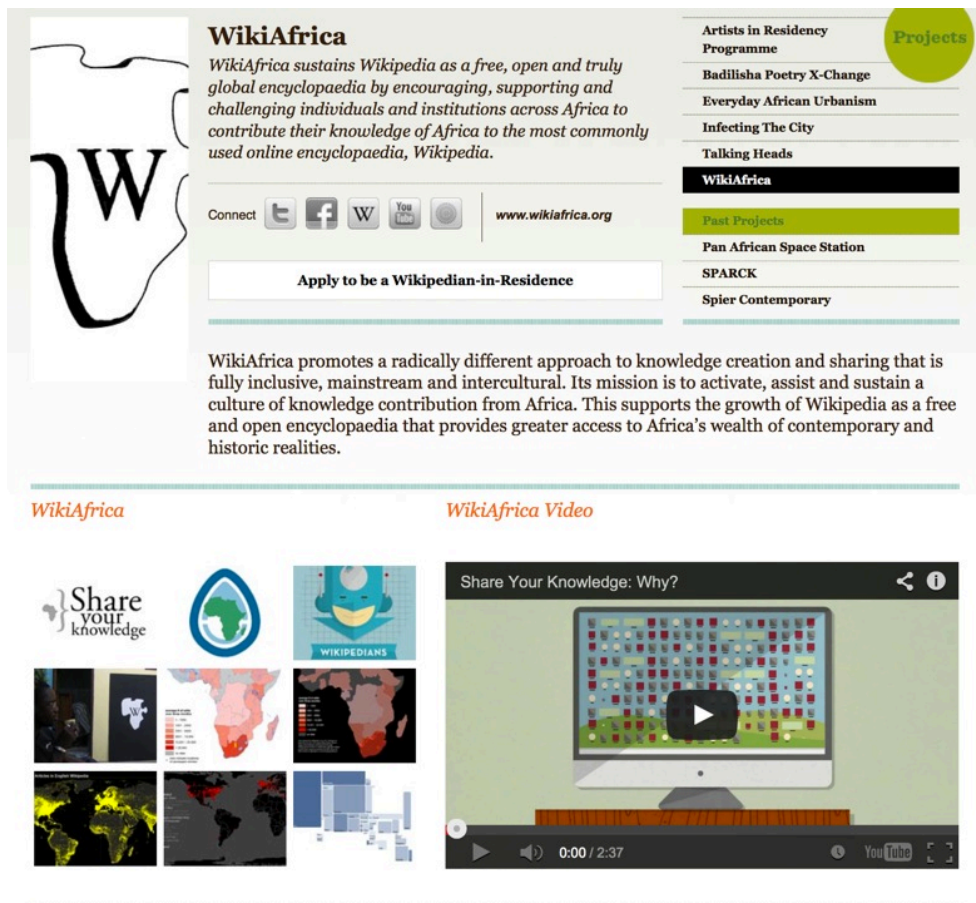 WikiAfrica
WikiAfrica sustains Wikipedia as a free, open and truly
global encyclopaedia by encouraging, supporting and
challenging individuals and institutions across Africa to
contribute their knowledge of Africa to the most commonly
used online encyclopaedia, Wikipedia.
Connect
W
You
Tube
www.wikiafrica.org
Apply to be a Wikipedian-in-Residence
Projects
Artists in Residency
Programme
Badilisha Poetry X-Change
Everyday African Urbanism
Infecting The City
Talking Heads
WikiAfrica
Past Projects
Pan African Space Station
SPARCK
Spier Contemporary
W
WikiAfrica promotes a radically different approach to knowledge creation and sharing that is
fully inclusive, mainstream and intercultural. Its mission is to activate, assist and sustain a
culture of knowledge contribution from Africa. This supports the growth of Wikipedia as a free
and open encyclopaedia that provides greater access to Africa's wealth of contemporary and
historic realities.
WikiAfrica
Share
your
knowledge
WIKIPEDIANS
W
Articles in English Wikipedia
WikiAfrica Video
Share Your Knowledge: Why?
0:00 / 2:37
YouTube